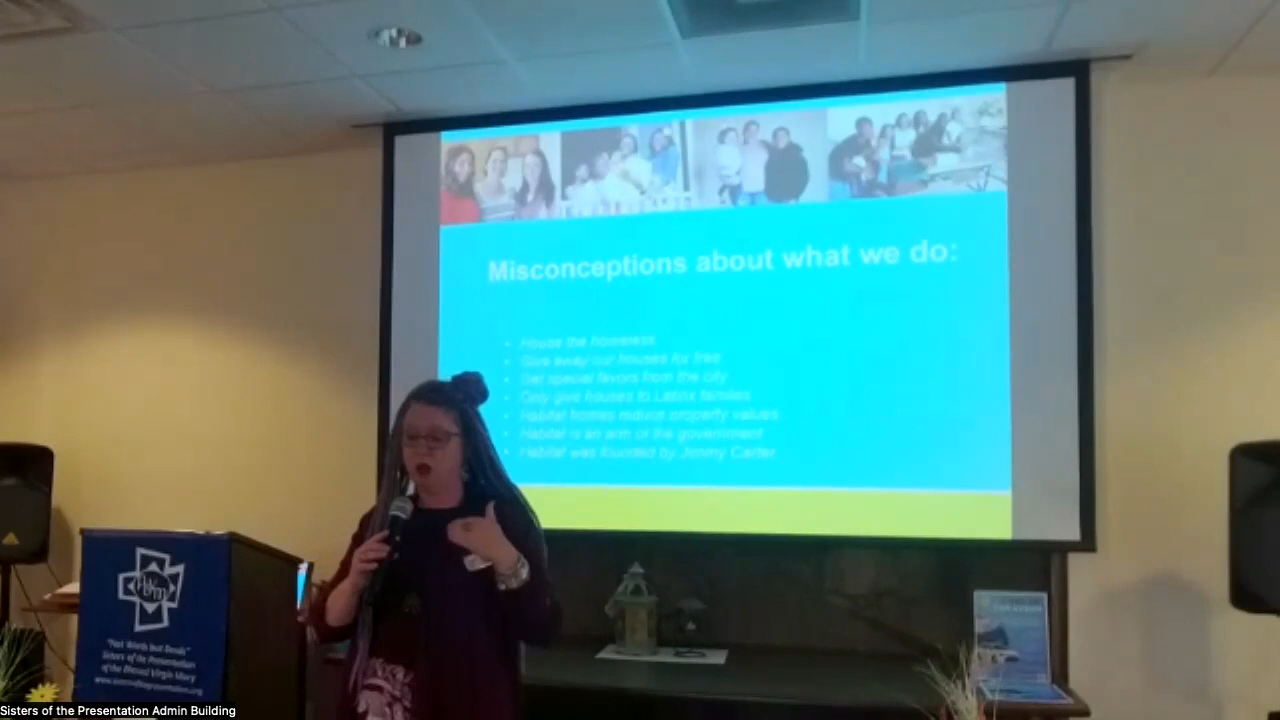 Misconceptions about what we do:
• House the homeless
• Give away our houses for free
• Get special favors from the city
• Only give houses to Latinx families
• Habitat homes reduce property values
• Habitat is an arm of the government
• Habitat was founded by Jimmy Carter
"Not Words but Deeds"
Sisters of the Presentation
of the Blessed Virgin Mary
www.sistersofthepresentation.org
Sisters of the Presentation Admin Building